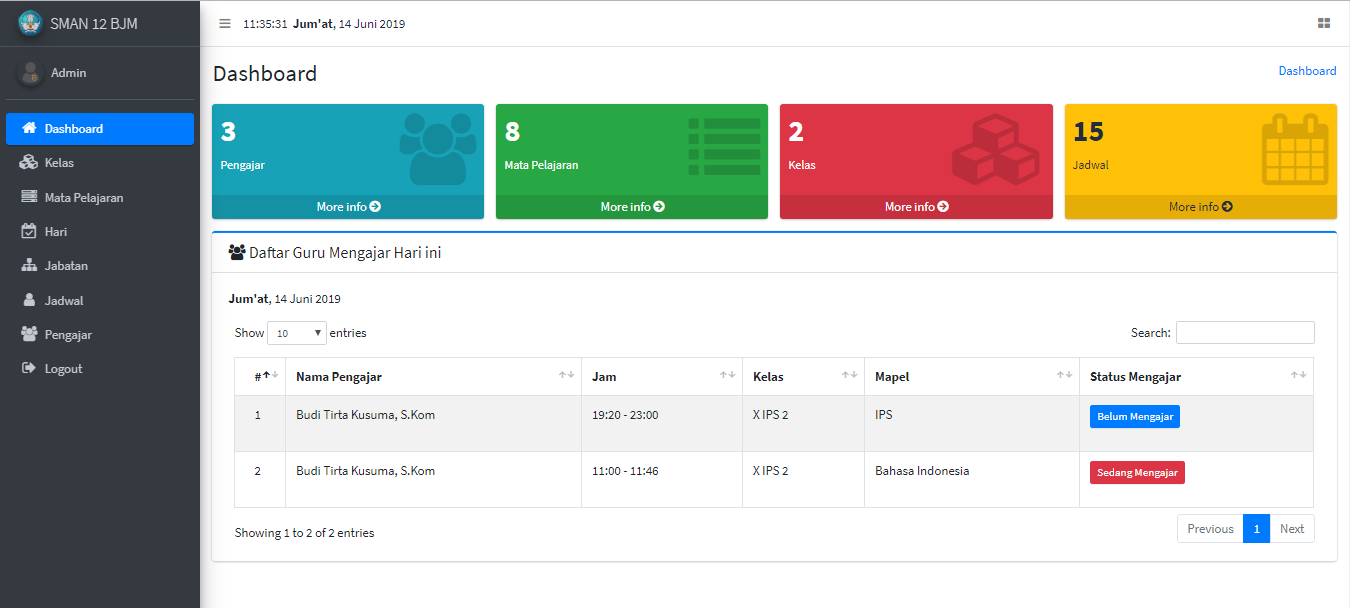 SMAN 12 BJM
11:35:31 Jum'at, 14 Juni 2019
Admin
Dashboard
Kelas
Mata Pelajaran
Hari
Jabatan
Jadwal
Pengajar
Logout
Dashboard
Dashboard
3
Pengajar
More info
8
Mata Pelajaran
More info
2
Kelas
More info
15
Jadwal
More info
Daftar Guru Mengajar Hari ini
Jum'at, 14 Juni 2019
Show 10 entries
Search:
# Nama Pengajar Jam Kelas Mapel Status Mengajar
1 Budi Tirta Kusuma, S.Kom 19:20 - 23:00 X IPS 2 IPS Belum Mengajar
2 Budi Tirta Kusuma, S.Kom 11:00 - 11:46 X IPS 2 Bahasa Indonesia Sedang Mengajar
Showing 1 to 2 of 2 entries
Previous 1 Next